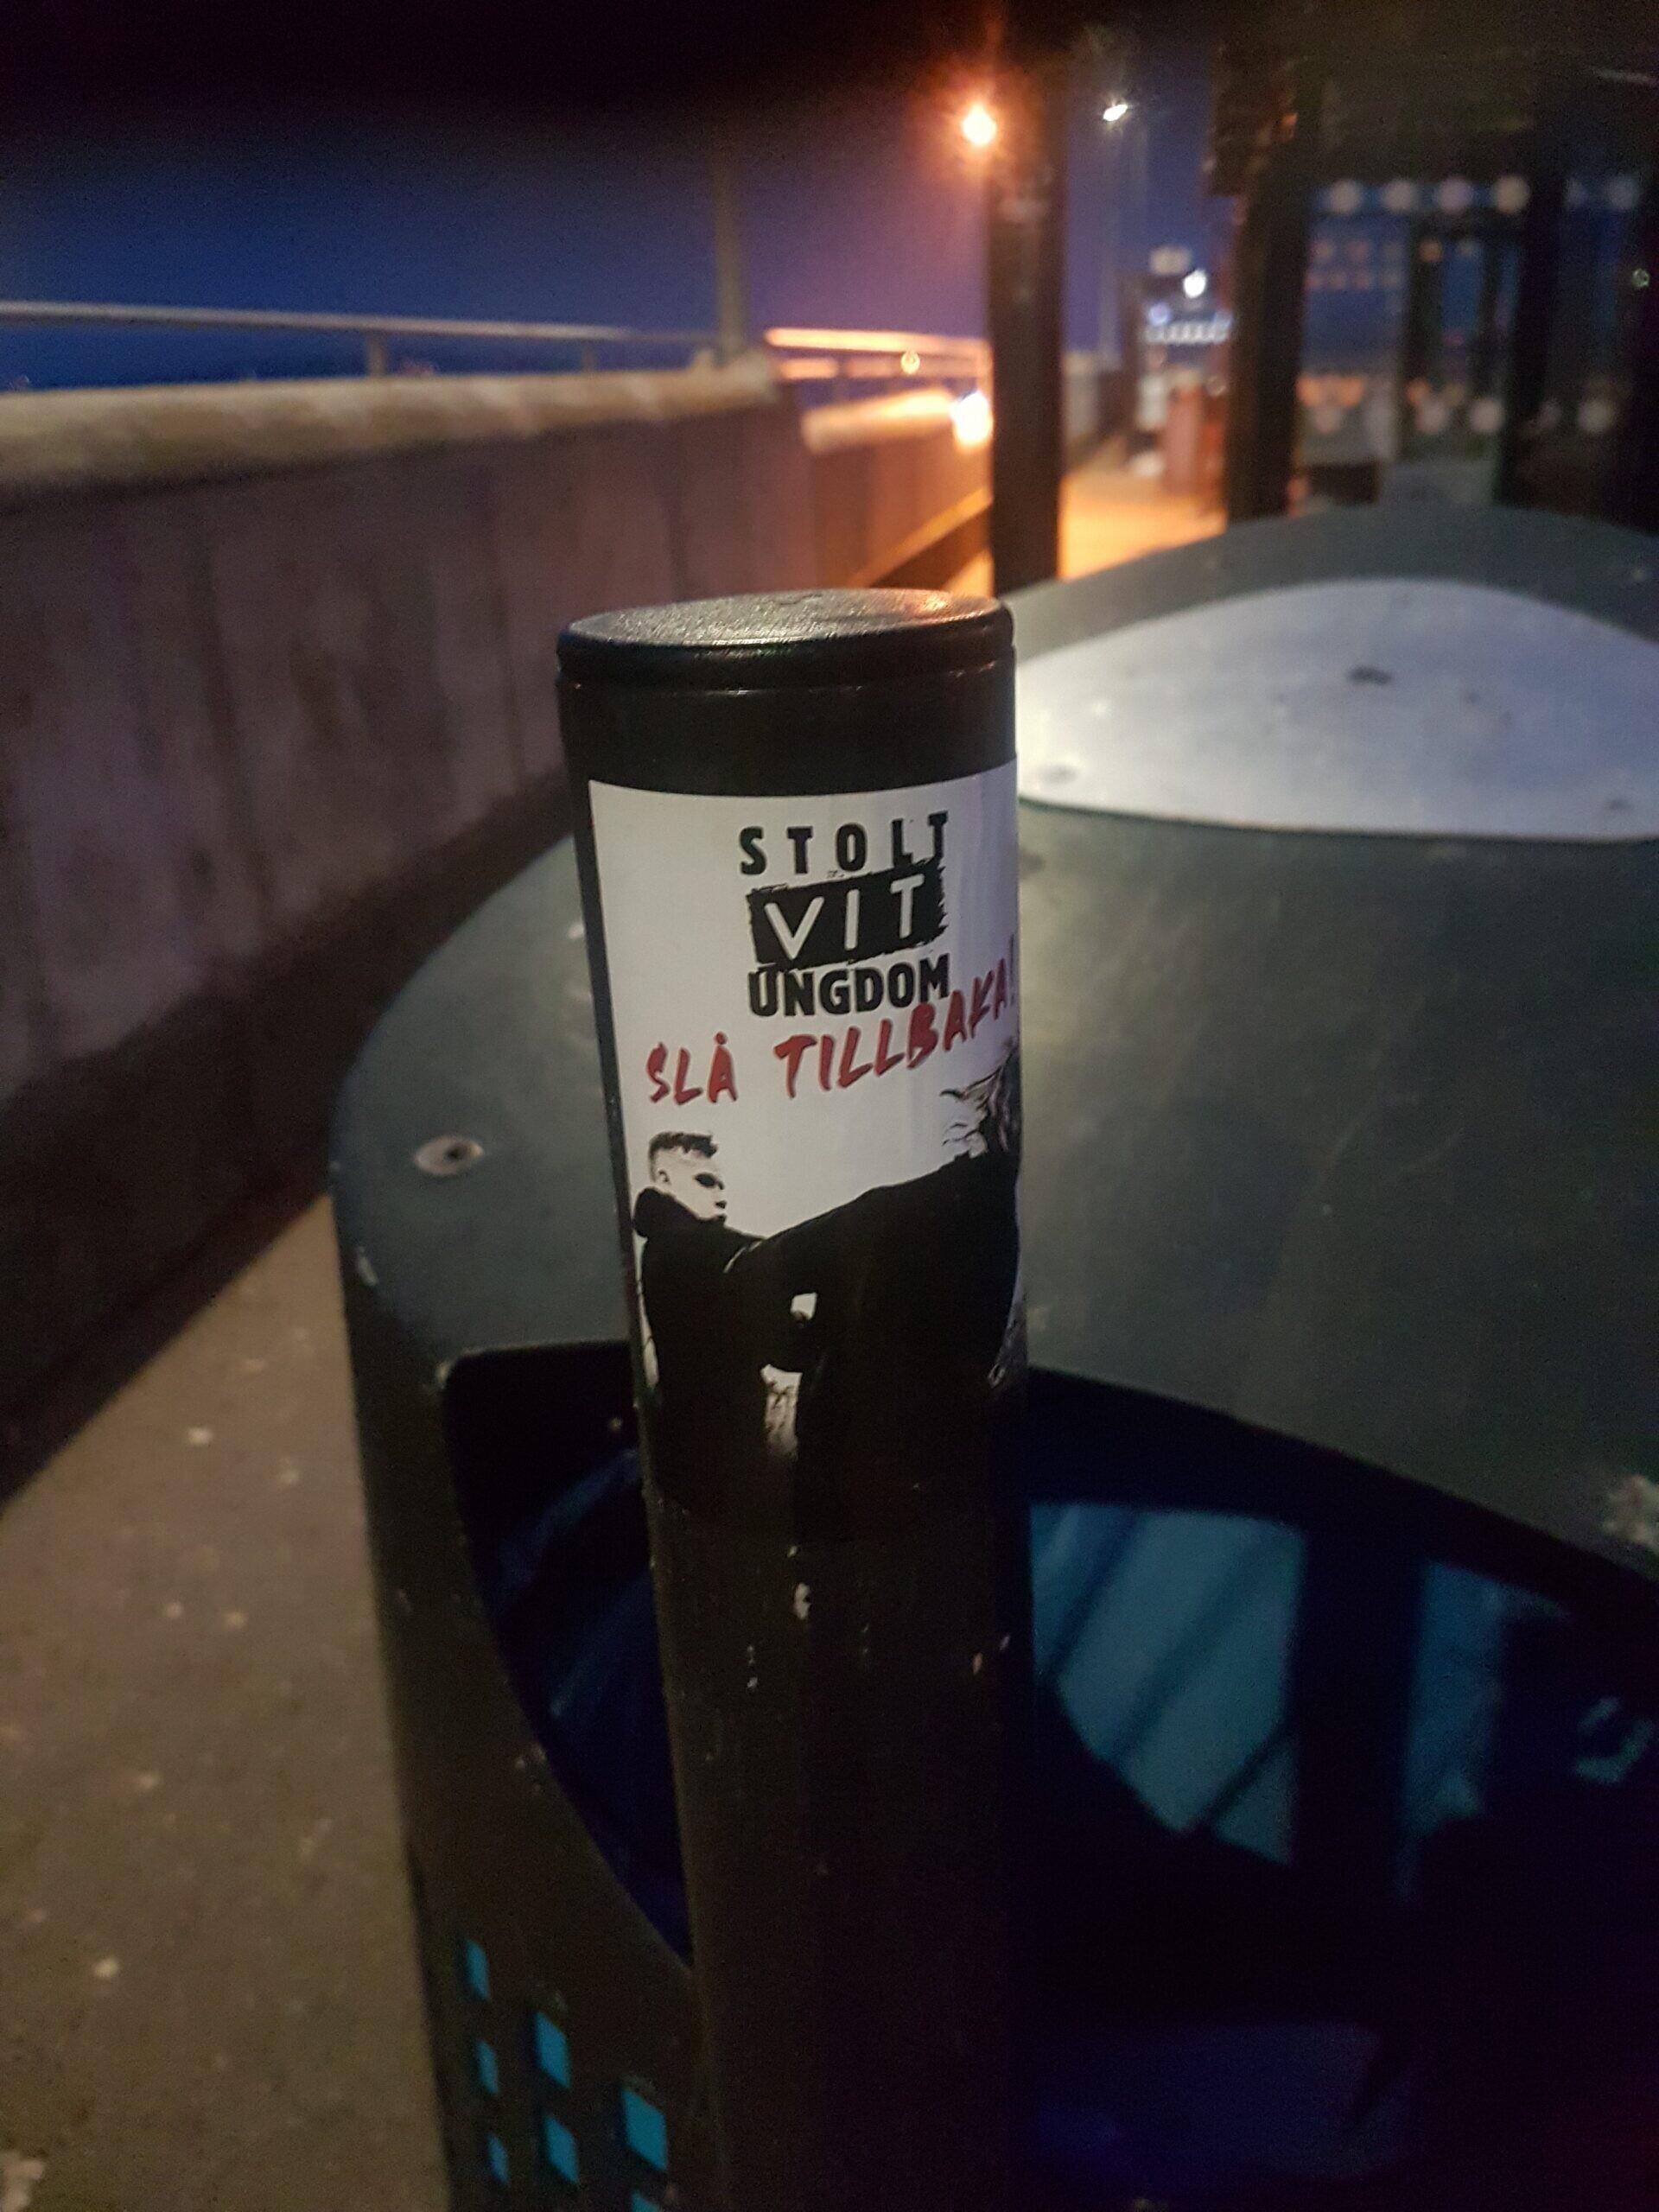 STOLT
VIT
UNGDOM
SLÅ TILLBAKA!